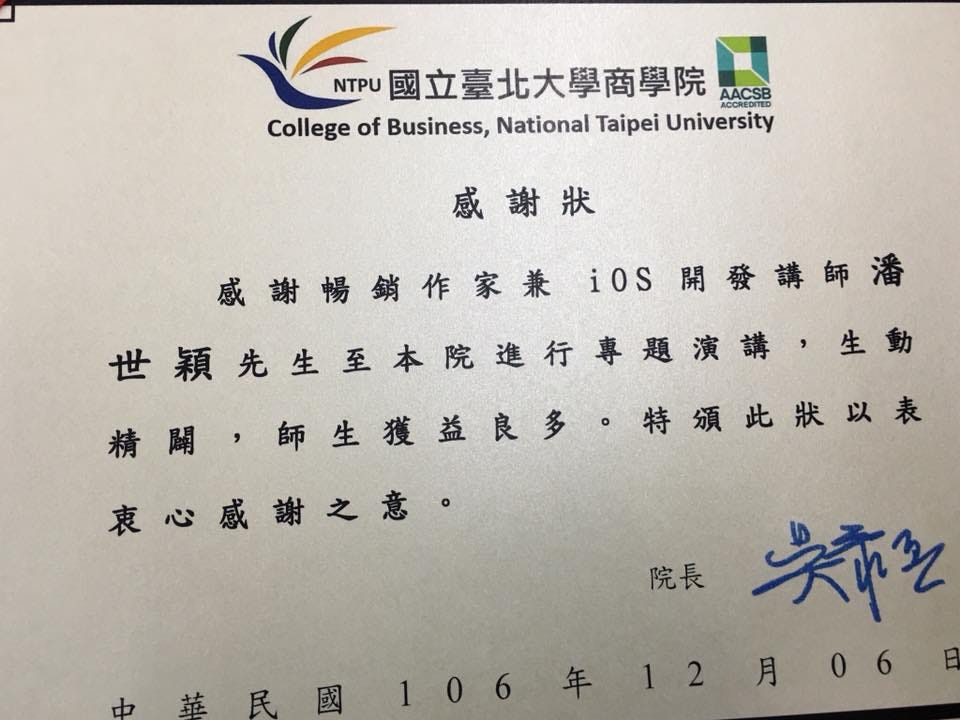 NTPU 國立臺北大學商學院
AACSB
ACCREDITED
College of Business, National Taipei University
感謝狀
感謝暢銷作家兼 iOS 開發講師潘
世穎先生至本院進行專題演講，生動
精闢，師生獲益良多。特頒此狀以表
衷心感謝之意。
院長
中華民國 106 年 12 月 06 日